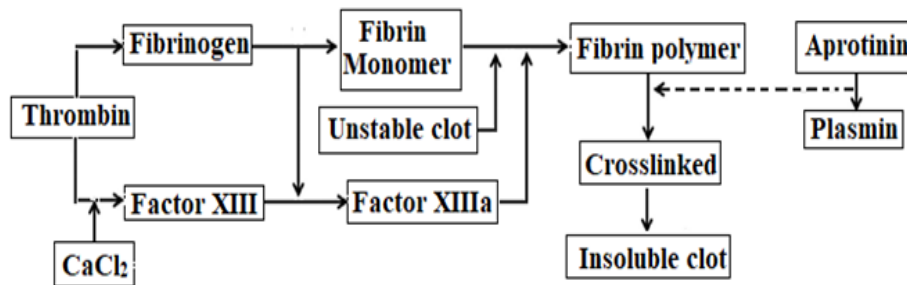 Fibrinogen
Fibrin
Monomer
Fibrin polymer
Aprotinin
Thrombin
Unstable clot
Plasmin
Crosslinked
Factor XIII
Factor XIIIa
CaCl₂
Insoluble clot